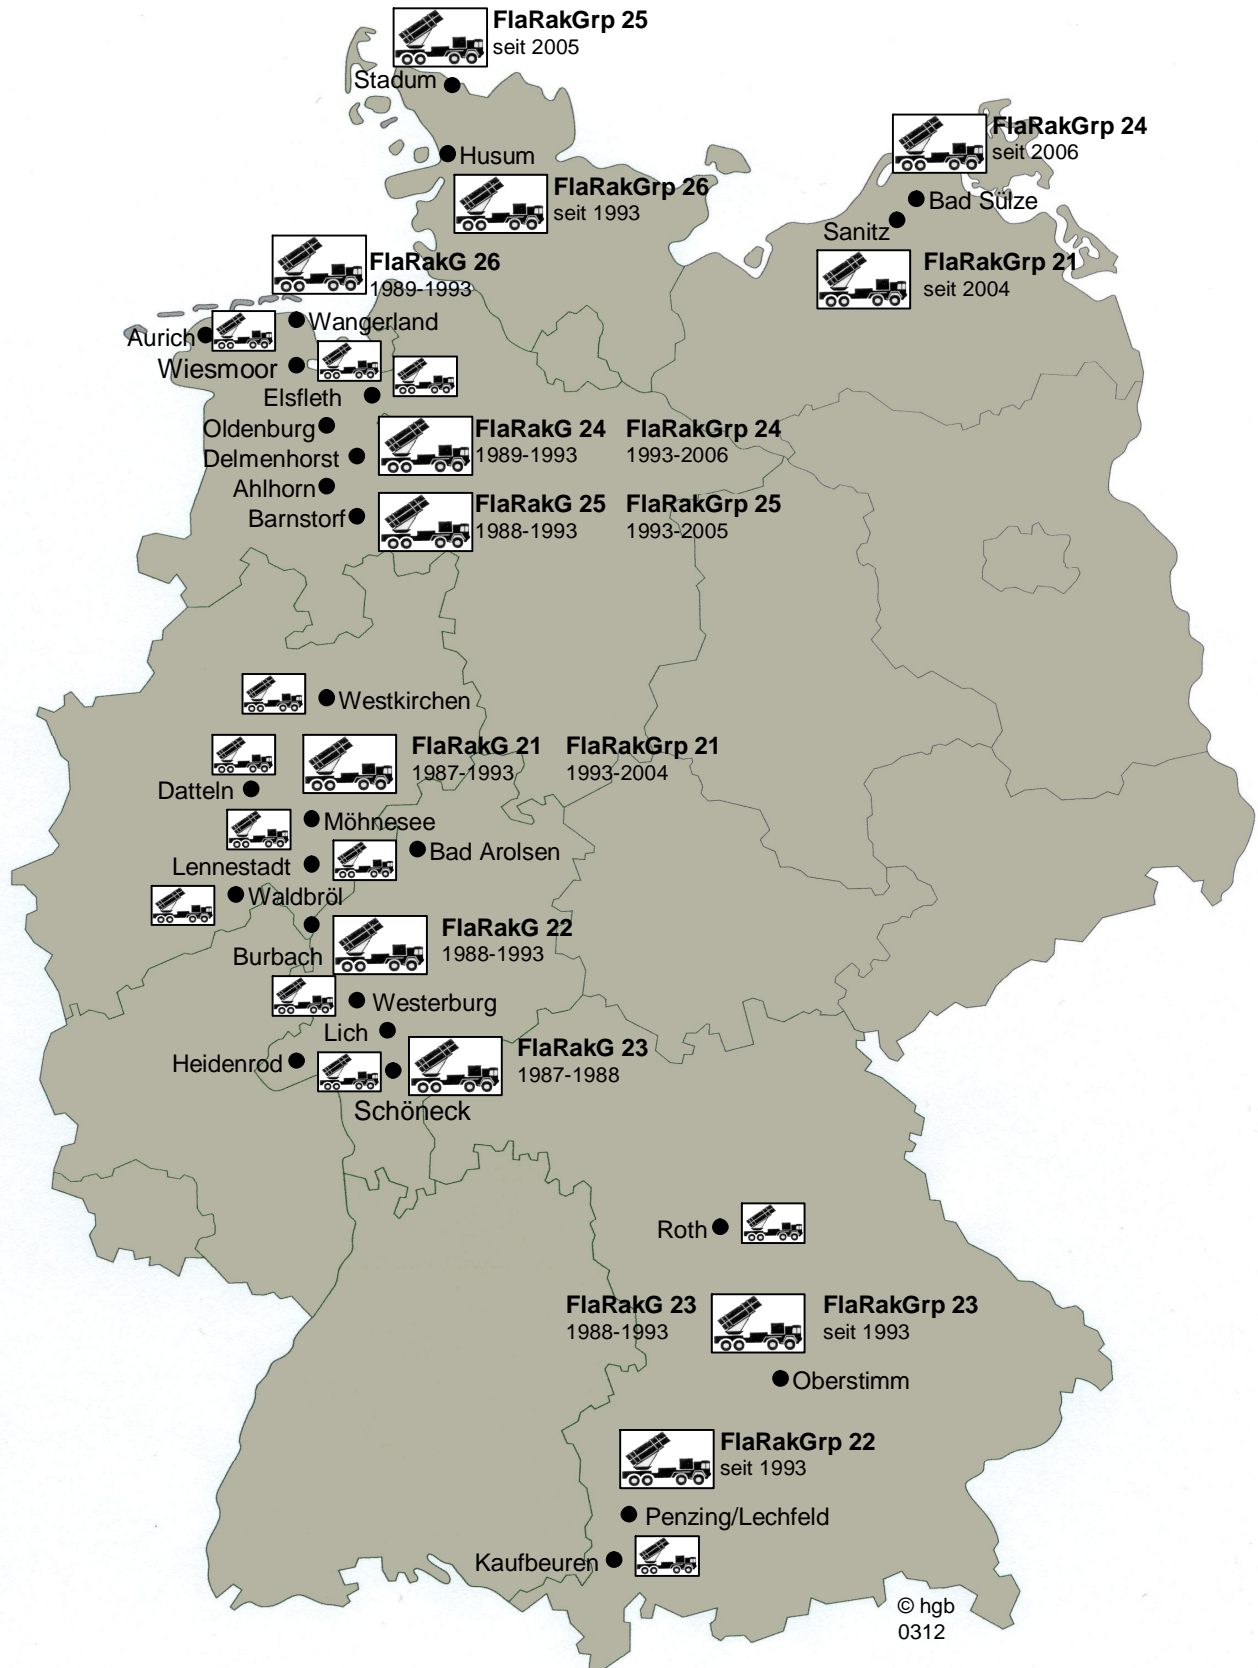 FlaRakGrp 25
seit 2005
Stadum
Husum
FlaRakGrp 26
seit 1993
FlaRakGrp 24
seit 2006
Bad Sülze
Sanitz
FlaRakGrp 21
seit 2004
FlaRakG 26
1989-1993
Wangerland
Aurich
Wiesmoor
Elsfleth
Oldenburg
FlaRakG 24 FlaRakGrp 24
1989-1993 1993-2006
Delmenhorst
Ahlhorn
FlaRakG 25 FlaRakGrp 25
1988-1993 1993-2005
Barnstorf
Westkirchen
FlaRakG 21 FlaRakGrp 21
1987-1993 1993-2004
Datteln
Möhnesee
Bad Arolsen
Lennestadt
Waldbröl
FlaRakG 22
1988-1993
Burbach
Westerburg
Lich
FlaRakG 23
1987-1988
Heidenrod
Schöneck
Roth
FlaRakG 23 FlaRakGrp 23
1988-1993 seit 1993
Oberstimm
FlaRakGrp 22
seit 1993
Penzing/Lechfeld
Kaufbeuren
© hgb
0312